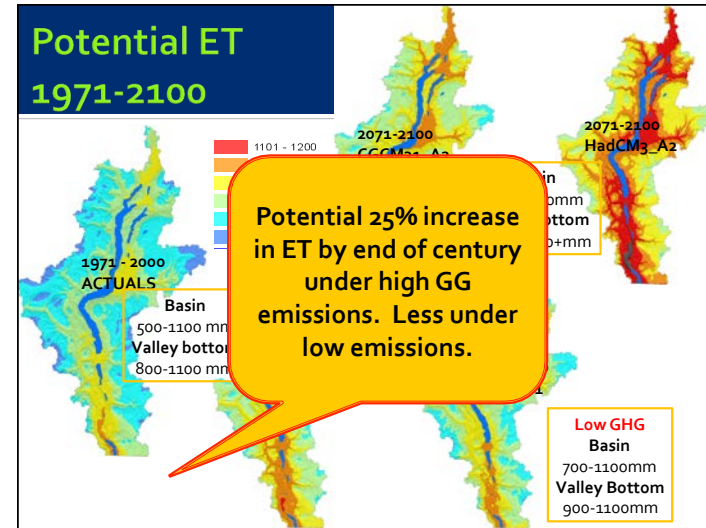 Potential ET
1971-2100
2071-2100
2071-2100
HadCM3_A2
1101 - 1200
1971 - 2000
ACTUALS
Basin
500-1100 mm
Valley
800-1100 mm
Potential 25% increase
in ET by end of century
under high GG
emissions. Less under
low emissions.
Low GHG
Basin
700-1100mm
Valley Bottom
900-1100mm